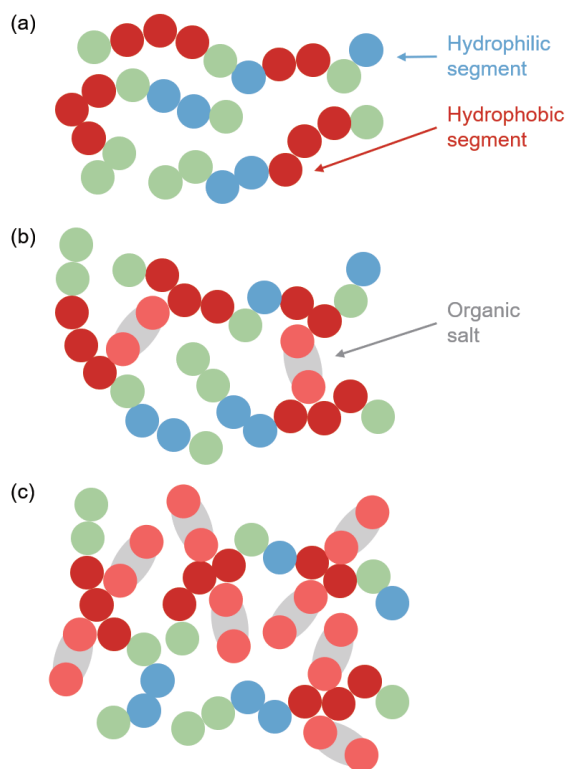 (a)
Hydrophilic
segment
Hydrophobic
segment
(b)
Organic
salt
(c)